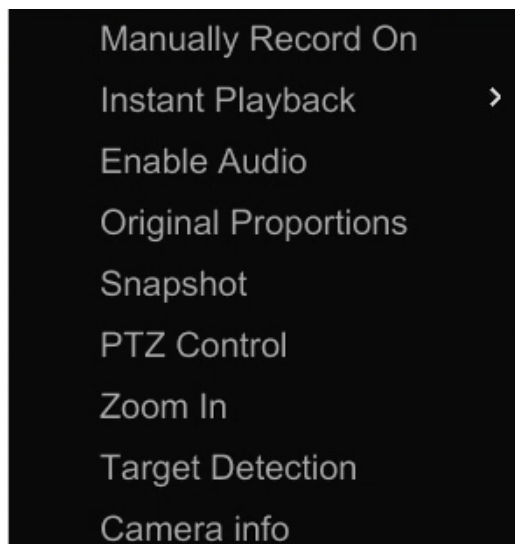 Manually Record On
Instant Playback
Enable Audio
Original Proportions
Snapshot
PTZ Control
Zoom In
Target Detection
Camera info